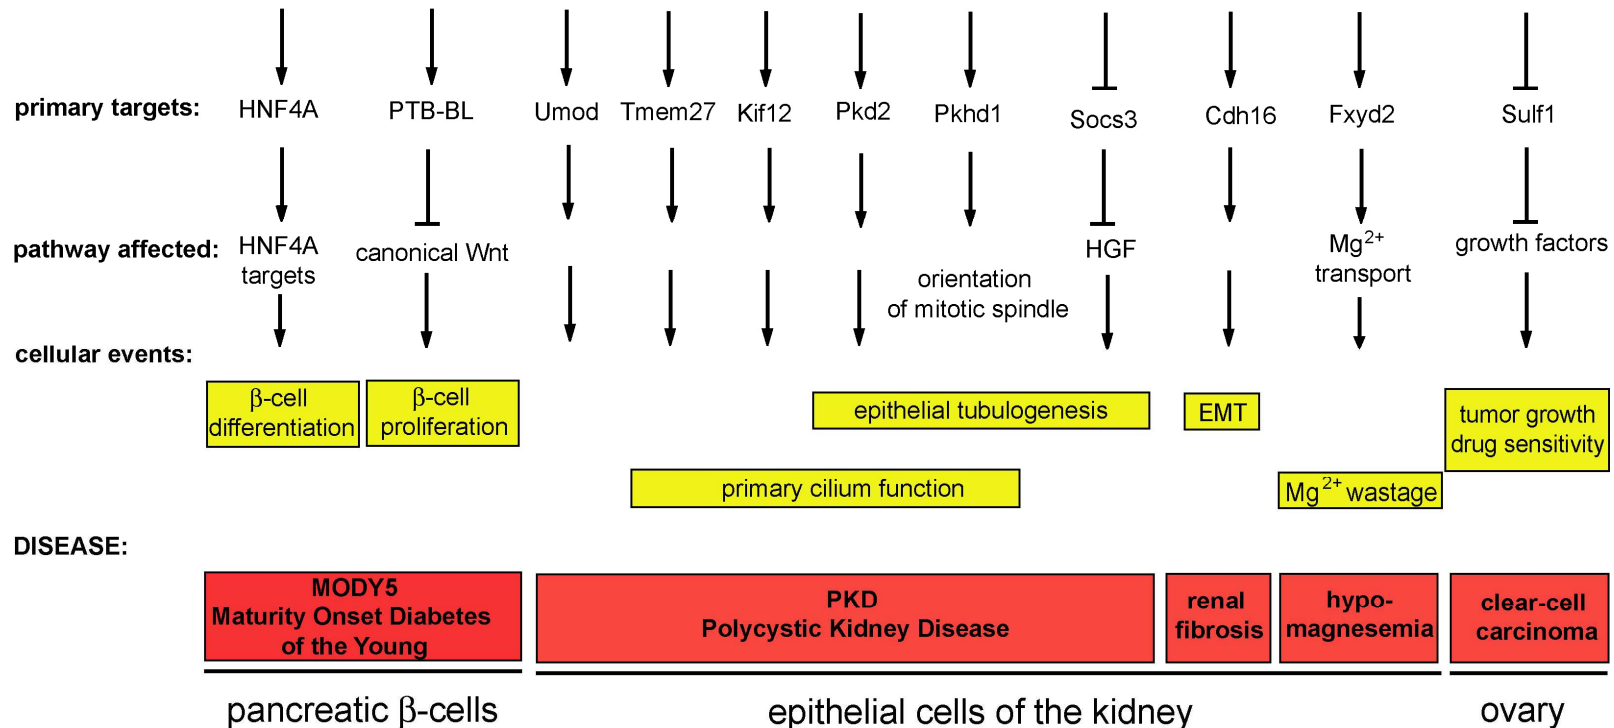 primary targets:
HNF4A
PTB-BL
Umod
Tmem27
Kif12
Pkd2
Pkhd1
Socs3
Cdh16
Fxyd2
Sulf1
pathway affected:
HNF4A
targets
canonical Wnt
orientation
of mitotic spindle
HGF
Mg2+
transport
growth factors
cellular events:
β-cell
differentiation
β-cell
proliferation
epithelial tubulogenesis
EMT
tumor growth
drug sensitivity
primary cilium function
Mg2+ wastage
DISEASE:
MODY5
Maturity Onset Diabetes
of the Young
PKD
Polycystic Kidney Disease
renal
fibrosis
hypo-
magnesemia
clear-cell
carcinoma
pancreatic β-cells
epithelial cells of the kidney
ovary